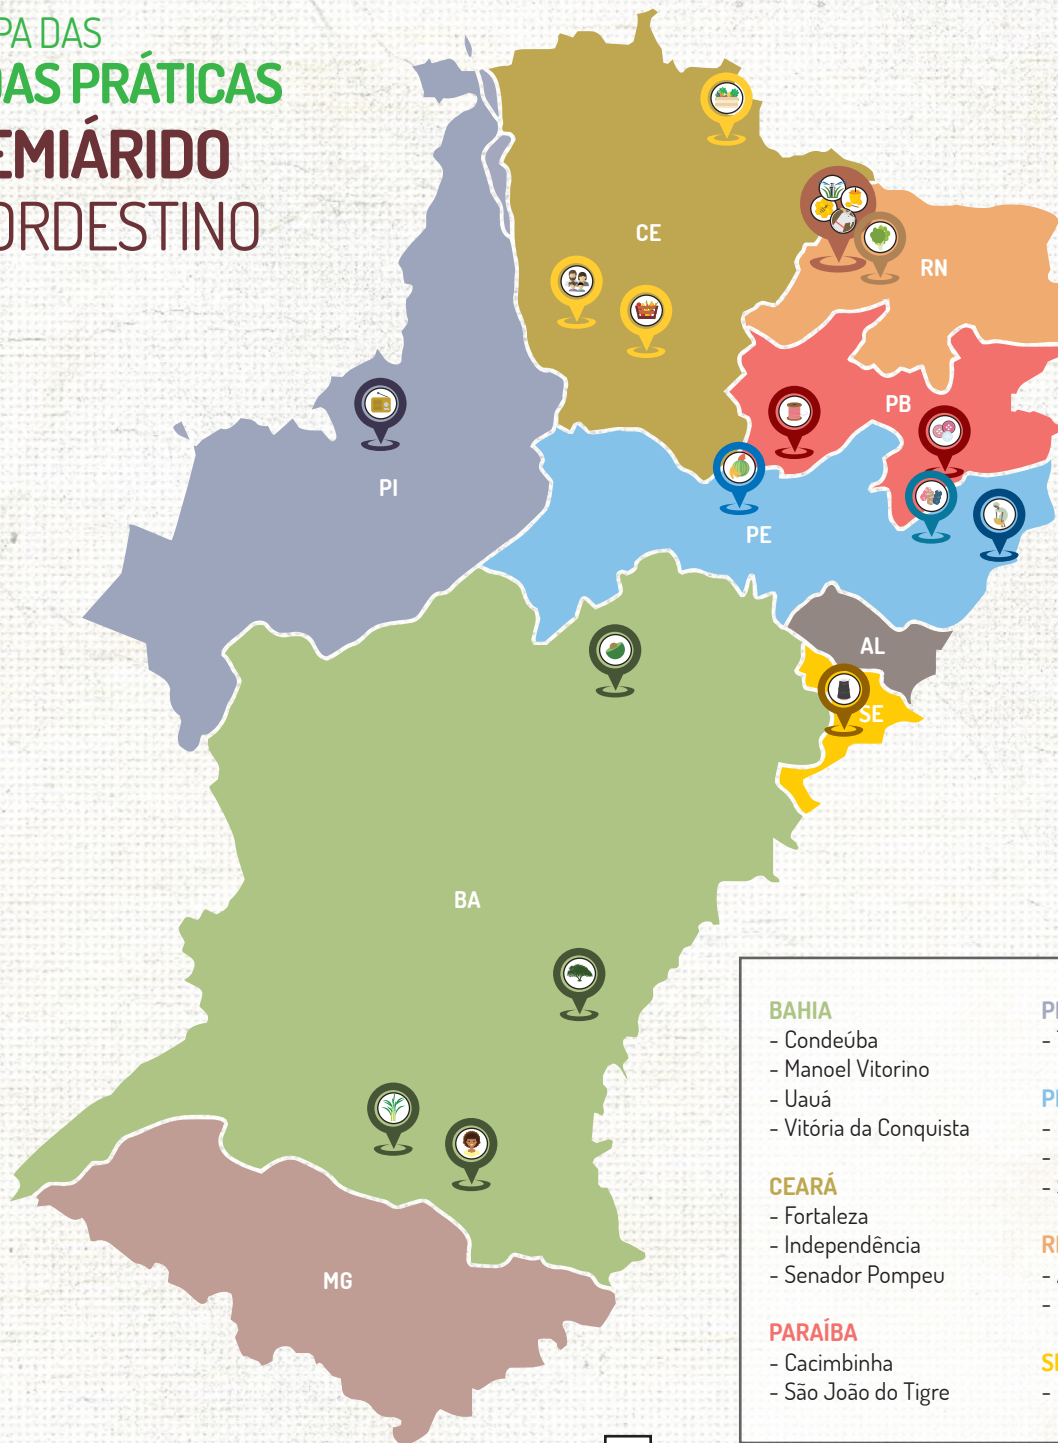 PA DAS
DAS PRÁTICAS
EMIÁRIDO
ORDESTINO
CE
RN
PB
PI
PE
AL
SE
BA
MG
BAHIA
- Condeúba
- Manoel Vitorino
- Uauá
- Vitória da Conquista
CEARÁ
- Fortaleza
- Independência
- Senador Pompeu
PARAÍBA
- Cacimbinha
- São João do Tigre